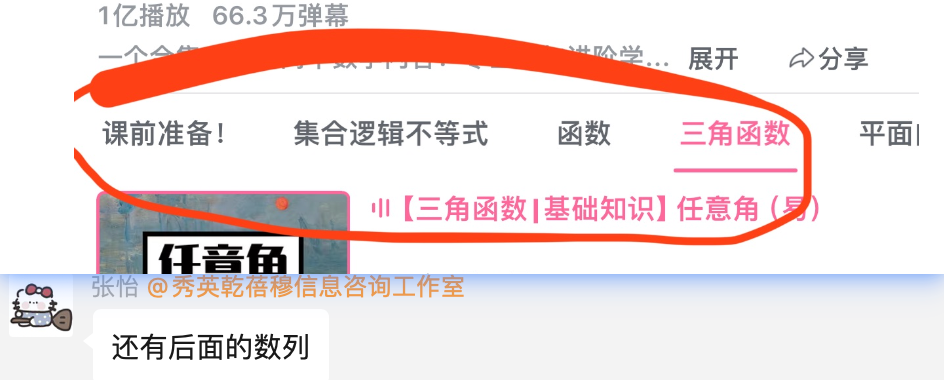 1亿播放 66.3万弹幕
一个合集 进阶学... 展开 分享
课前准备！ 集合逻辑不等式 函数 三角函数 平面
【三角函数|基础知识】任意角（易）
任意角
张怡 @秀英乾蓓穆信息咨询工作室
还有后面的数列